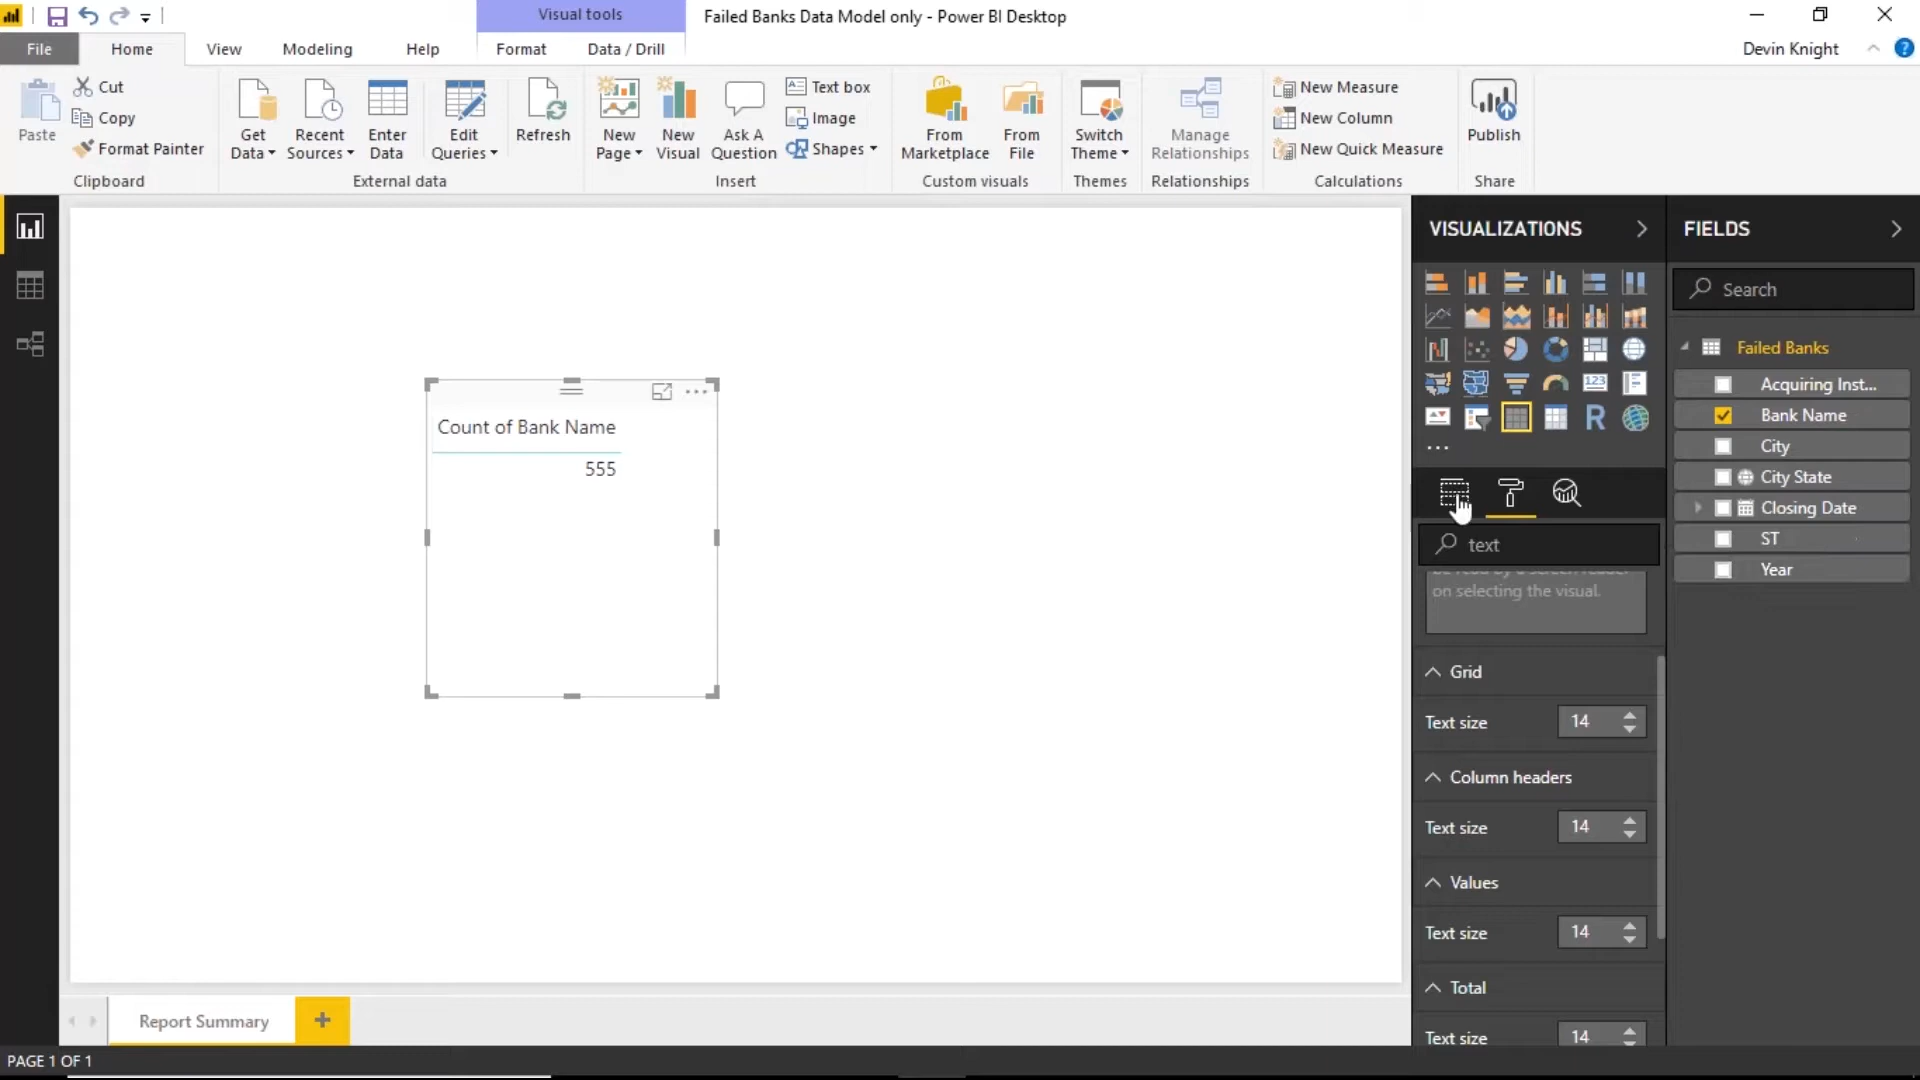 Visual tools
Failed Banks Data Model only - Power BI Desktop
File
Home
View
Modeling
Help
Format
Data / Drill
Devin Knight
?
Paste
Cut
Copy
Format Painter
Clipboard
Get Data
Recent Sources
Enter Data
Edit Queries
Refresh
External data
New Page
New Visual
Ask A Question
Text box
Image
Shapes
Insert
From Marketplace
From File
Custom visuals
Switch Theme
Themes
Manage Relationships
Relationships
New Measure
New Column
New Quick Measure
Calculations
Publish
Share
Count of Bank Name
555
VISUALIZATIONS
123
R
text
on selecting the visual.
Grid
Text size
14
Column headers
Text size
14
Values
Text size
14
Total
Text size
14
FIELDS
Search
Failed Banks
Acquiring Inst...
Bank Name
City
City State
Closing Date
ST
Year
Report Summary
+
PAGE 1 OF 1